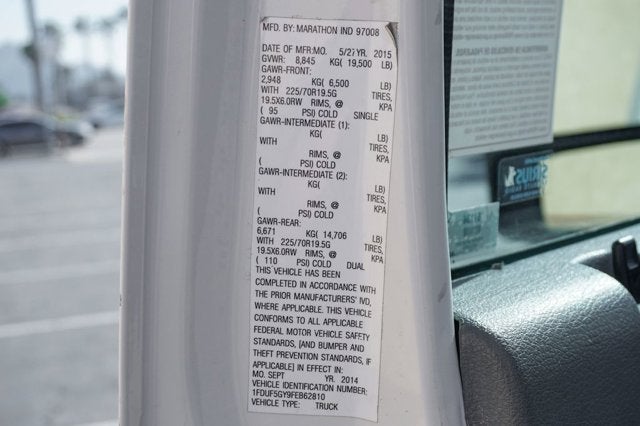 MFD. BY: MARATHON IND 97008
DATE OF MFR:MO. 5/27YR, 2015
GVWR: 8,845 KG( 19,500 LB)
GAWR-FRONT:
2,948 KG( 6,500 LB)
WITH 225/70R19.5G TIRES,
19.5X6.0RW RIMS, @ KPA
( 95 PSI) COLD SINGLE
GAWR-INTERMEDIATE (1):
KG( LB)
WITH TIRES,
RIMS, @ KPA
( PSI) COLD
GAWR-INTERMEDIATE (2):
KG( LB)
WITH TIRES,
RIMS, @ KPA
( PSI) COLD
GAWR-REAR:
6,671 KG( 14,706 LB)
WITH 225/70R19.5G TIRES,
19.5X6.0RW RIMS, @ KPA
( 110 PSI) COLD DUAL
THIS VEHICLE HAS BEEN
COMPLETED IN ACCORDANCE WITH
THE PRIOR MANUFACTURERS' IVD,
WHERE APPLICABLE. THIS VEHICLE
CONFORMS TO ALL APPLICABLE
FEDERAL MOTOR VEHICLE SAFETY
STANDARDS, [AND BUMPER AND
THEFT PREVENTION STANDARDS, IF
APPLICABLE] IN EFFECT IN:
MO. SEPT YR. 2014
VEHICLE IDENTIFICATION NUMBER:
1FDUF5GY9FEB62810
VEHICLE TYPE: TRUCK
SIRIUS